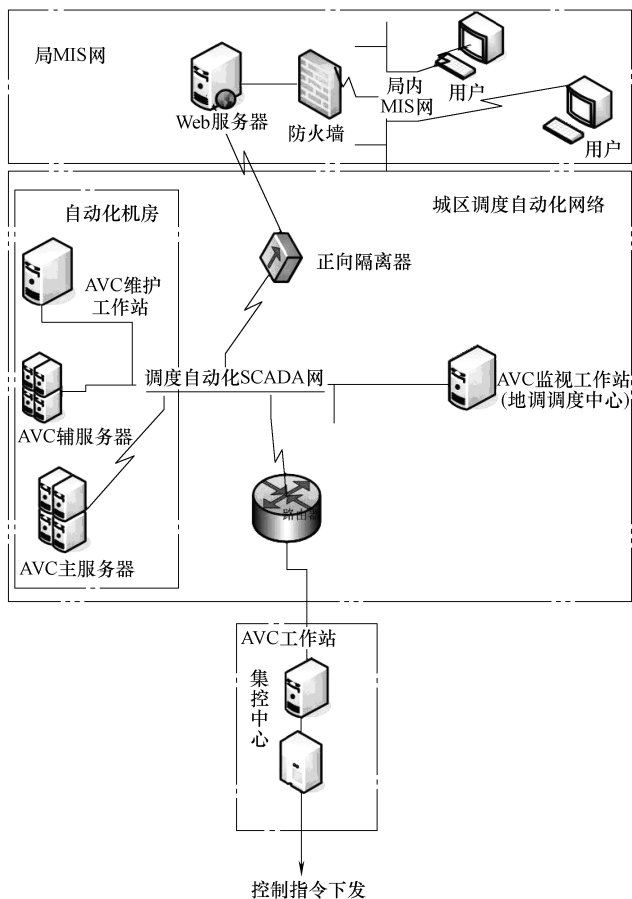 局MIS网
Web服务器
防火墙
局内
MIS网
用户
用户
自动化机房
城区调度自动化网络
正向隔离器
AVC维护
工作站
调度自动化SCADA网
AVC监视工作站
(地调调度中心)
AVC辅服务器
路由器
AVC主服务器
AVC工作站
集控中心
控制指令下发